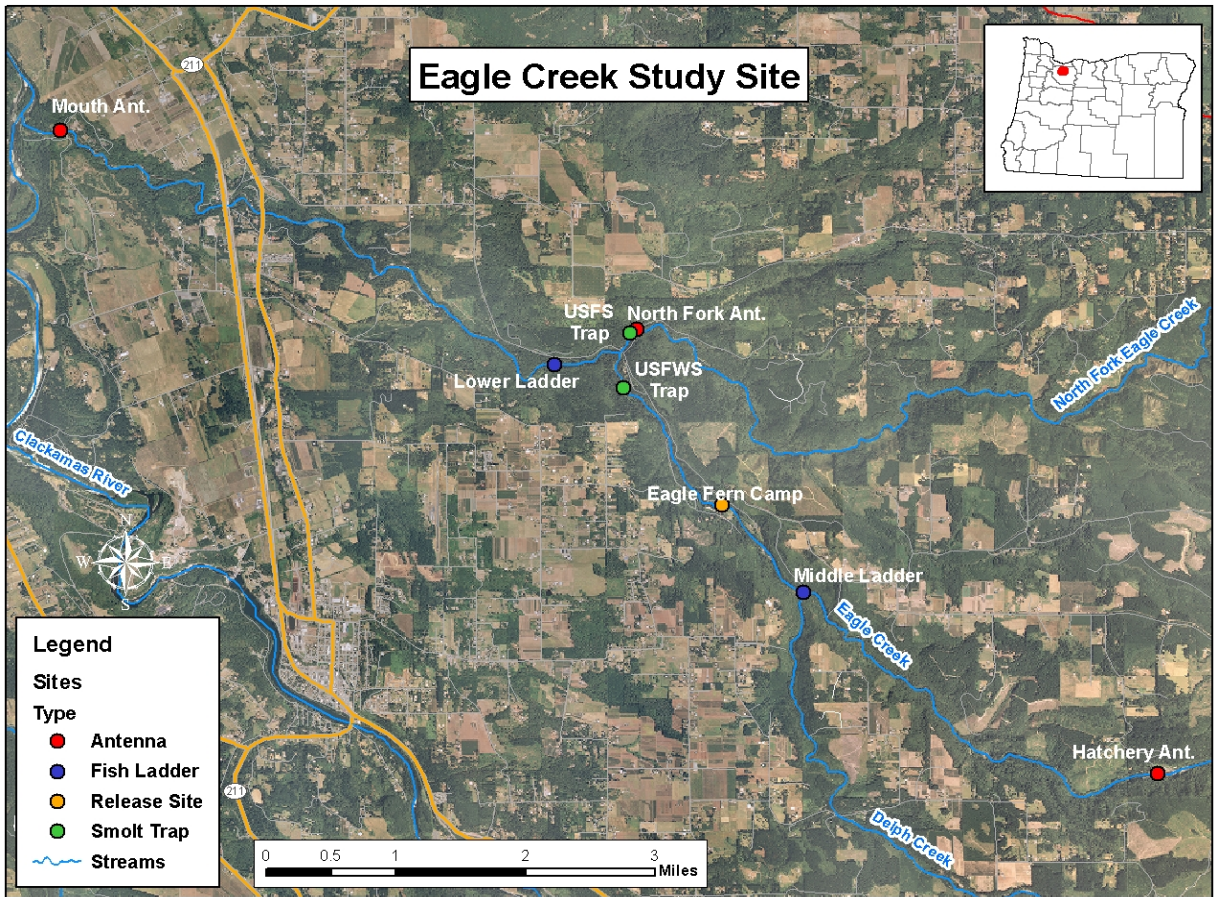 Eagle Creek Study Site
211
Mouth Ant.
USFS
Trap
North Fork Ant.
Lower Ladder
USFWS
Trap
North Fork Eagle Creek
Clackamas River
Eagle Fern Camp
N
W E
S
Middle Ladder
Eagle Creek
Hatchery Ant.
Delph Creek
211
Legend
Sites
Type
Antenna
Fish Ladder
Release Site
Smolt Trap
Streams
0 0.5 1 2 3
Miles